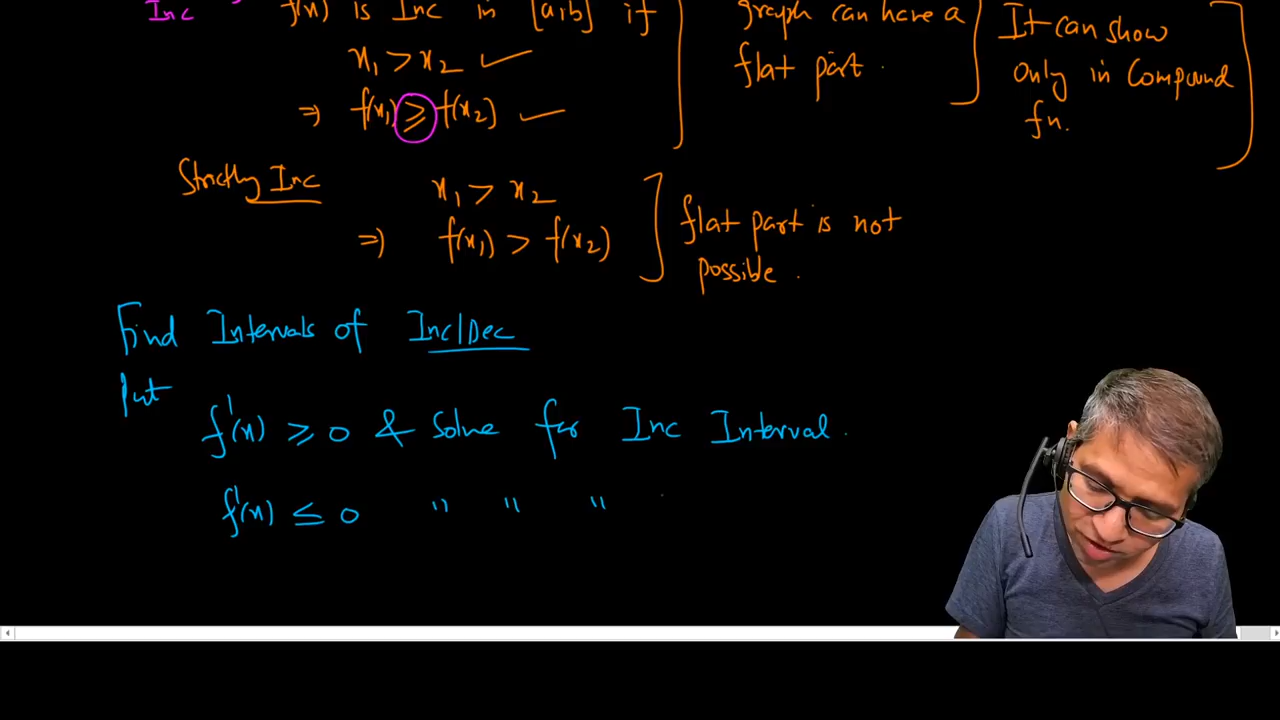 Inc f(x) is Inc in [a,b] if
x₁ > x₂
⇒ f(x₁) ≥ f(x₂)
graph can have a
flat part.
It can show
only in Compound
fn.
Strictly Inc x₁ > x₂
⇒ f(x₁) > f(x₂)
flat part is not
possible.
Find Intervals of Inc/Dec
Put
f'(x) ≥ 0 & Solve for Inc Interval.
f'(x) ≤ 0 " " "